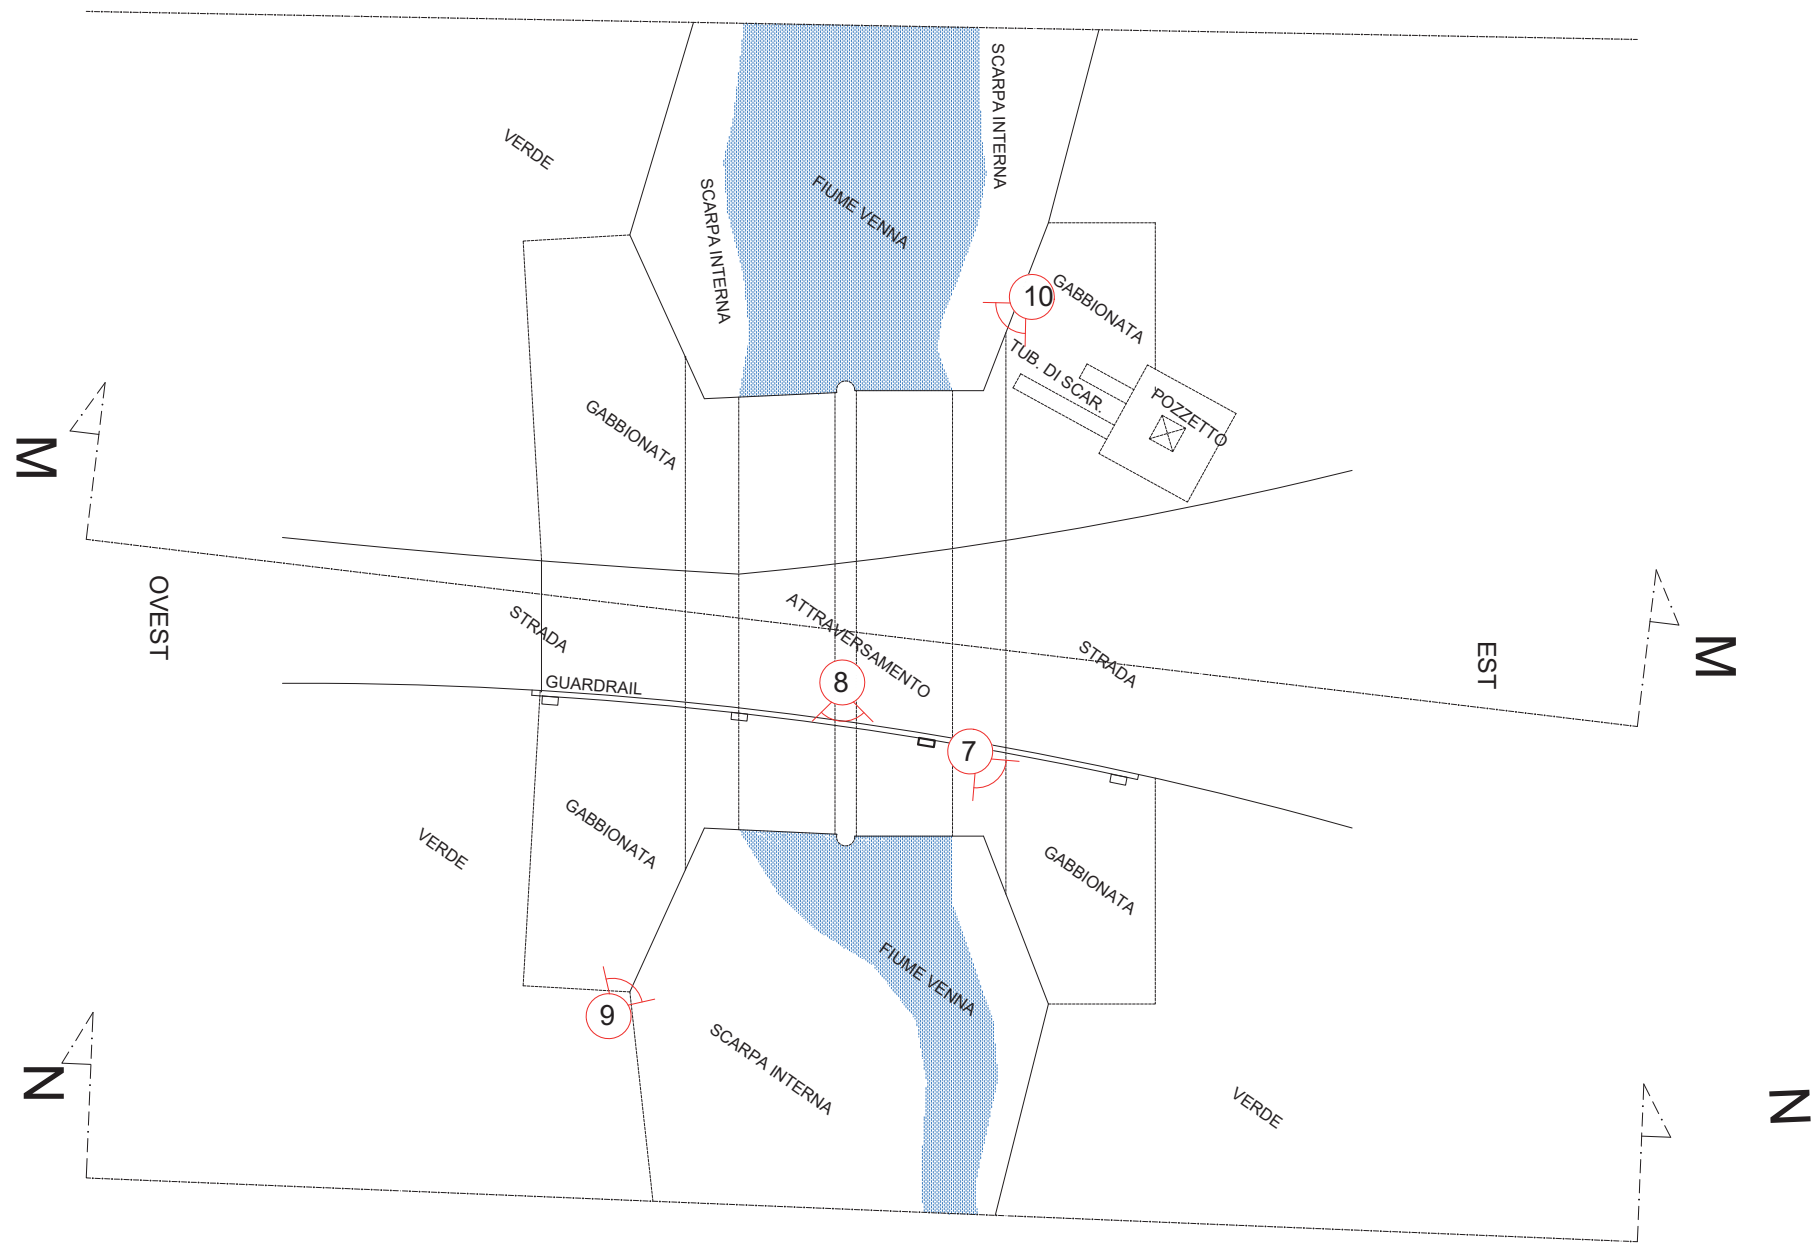 SCARPA INTERNA
VERDE
FIUME VENNA
SCARPA INTERNA
10
GABBIONATA
TUB. DI SCAR.
POZZETTO
GABBIONATA
M
OVEST
STRADA
ATTRAVERSAMENTO
STRADA
EST
M
GUARDRAIL
8
7
GABBIONATA
VERDE
GABBIONATA
FIUME VENNA
9
SCARPA INTERNA
VERDE
N
N